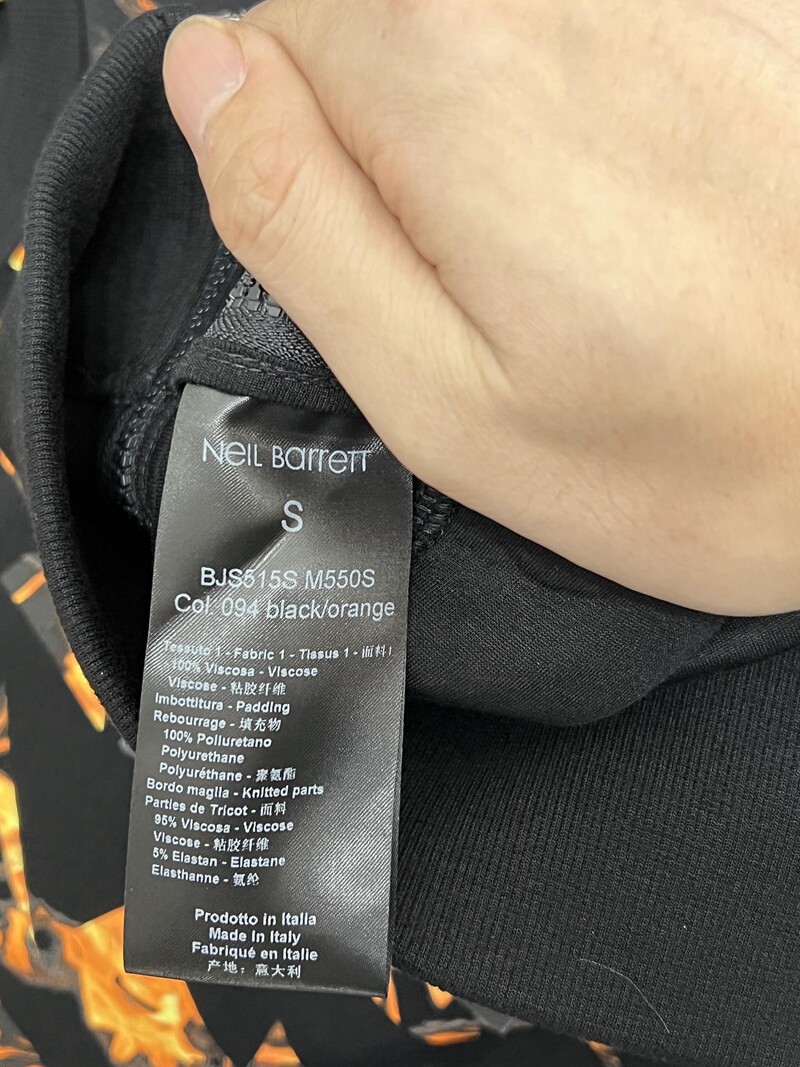 Neil Barrett
S
BJS515S M550S
Col. 094 black/orange
Tessuto 1 - Fabric 1 - Tissus 1 - 面料1
100% Viscosa - Viscose
Viscose - 粘胶纤维
Imbottitura - Padding
Rebourrage - 填充物
100% Poliuretano
Polyurethane
Polyuréthane - 聚氨酯
Bordo maglia - Knitted parts
Parties de Tricot - 面料
95% Viscosa - Viscose
Viscose - 粘胶纤维
5% Elastan - Elastane
Elasthanne - 氨纶
Prodotto in Italia
Made In Italy
Fabriqué en Italie
产地：意大利